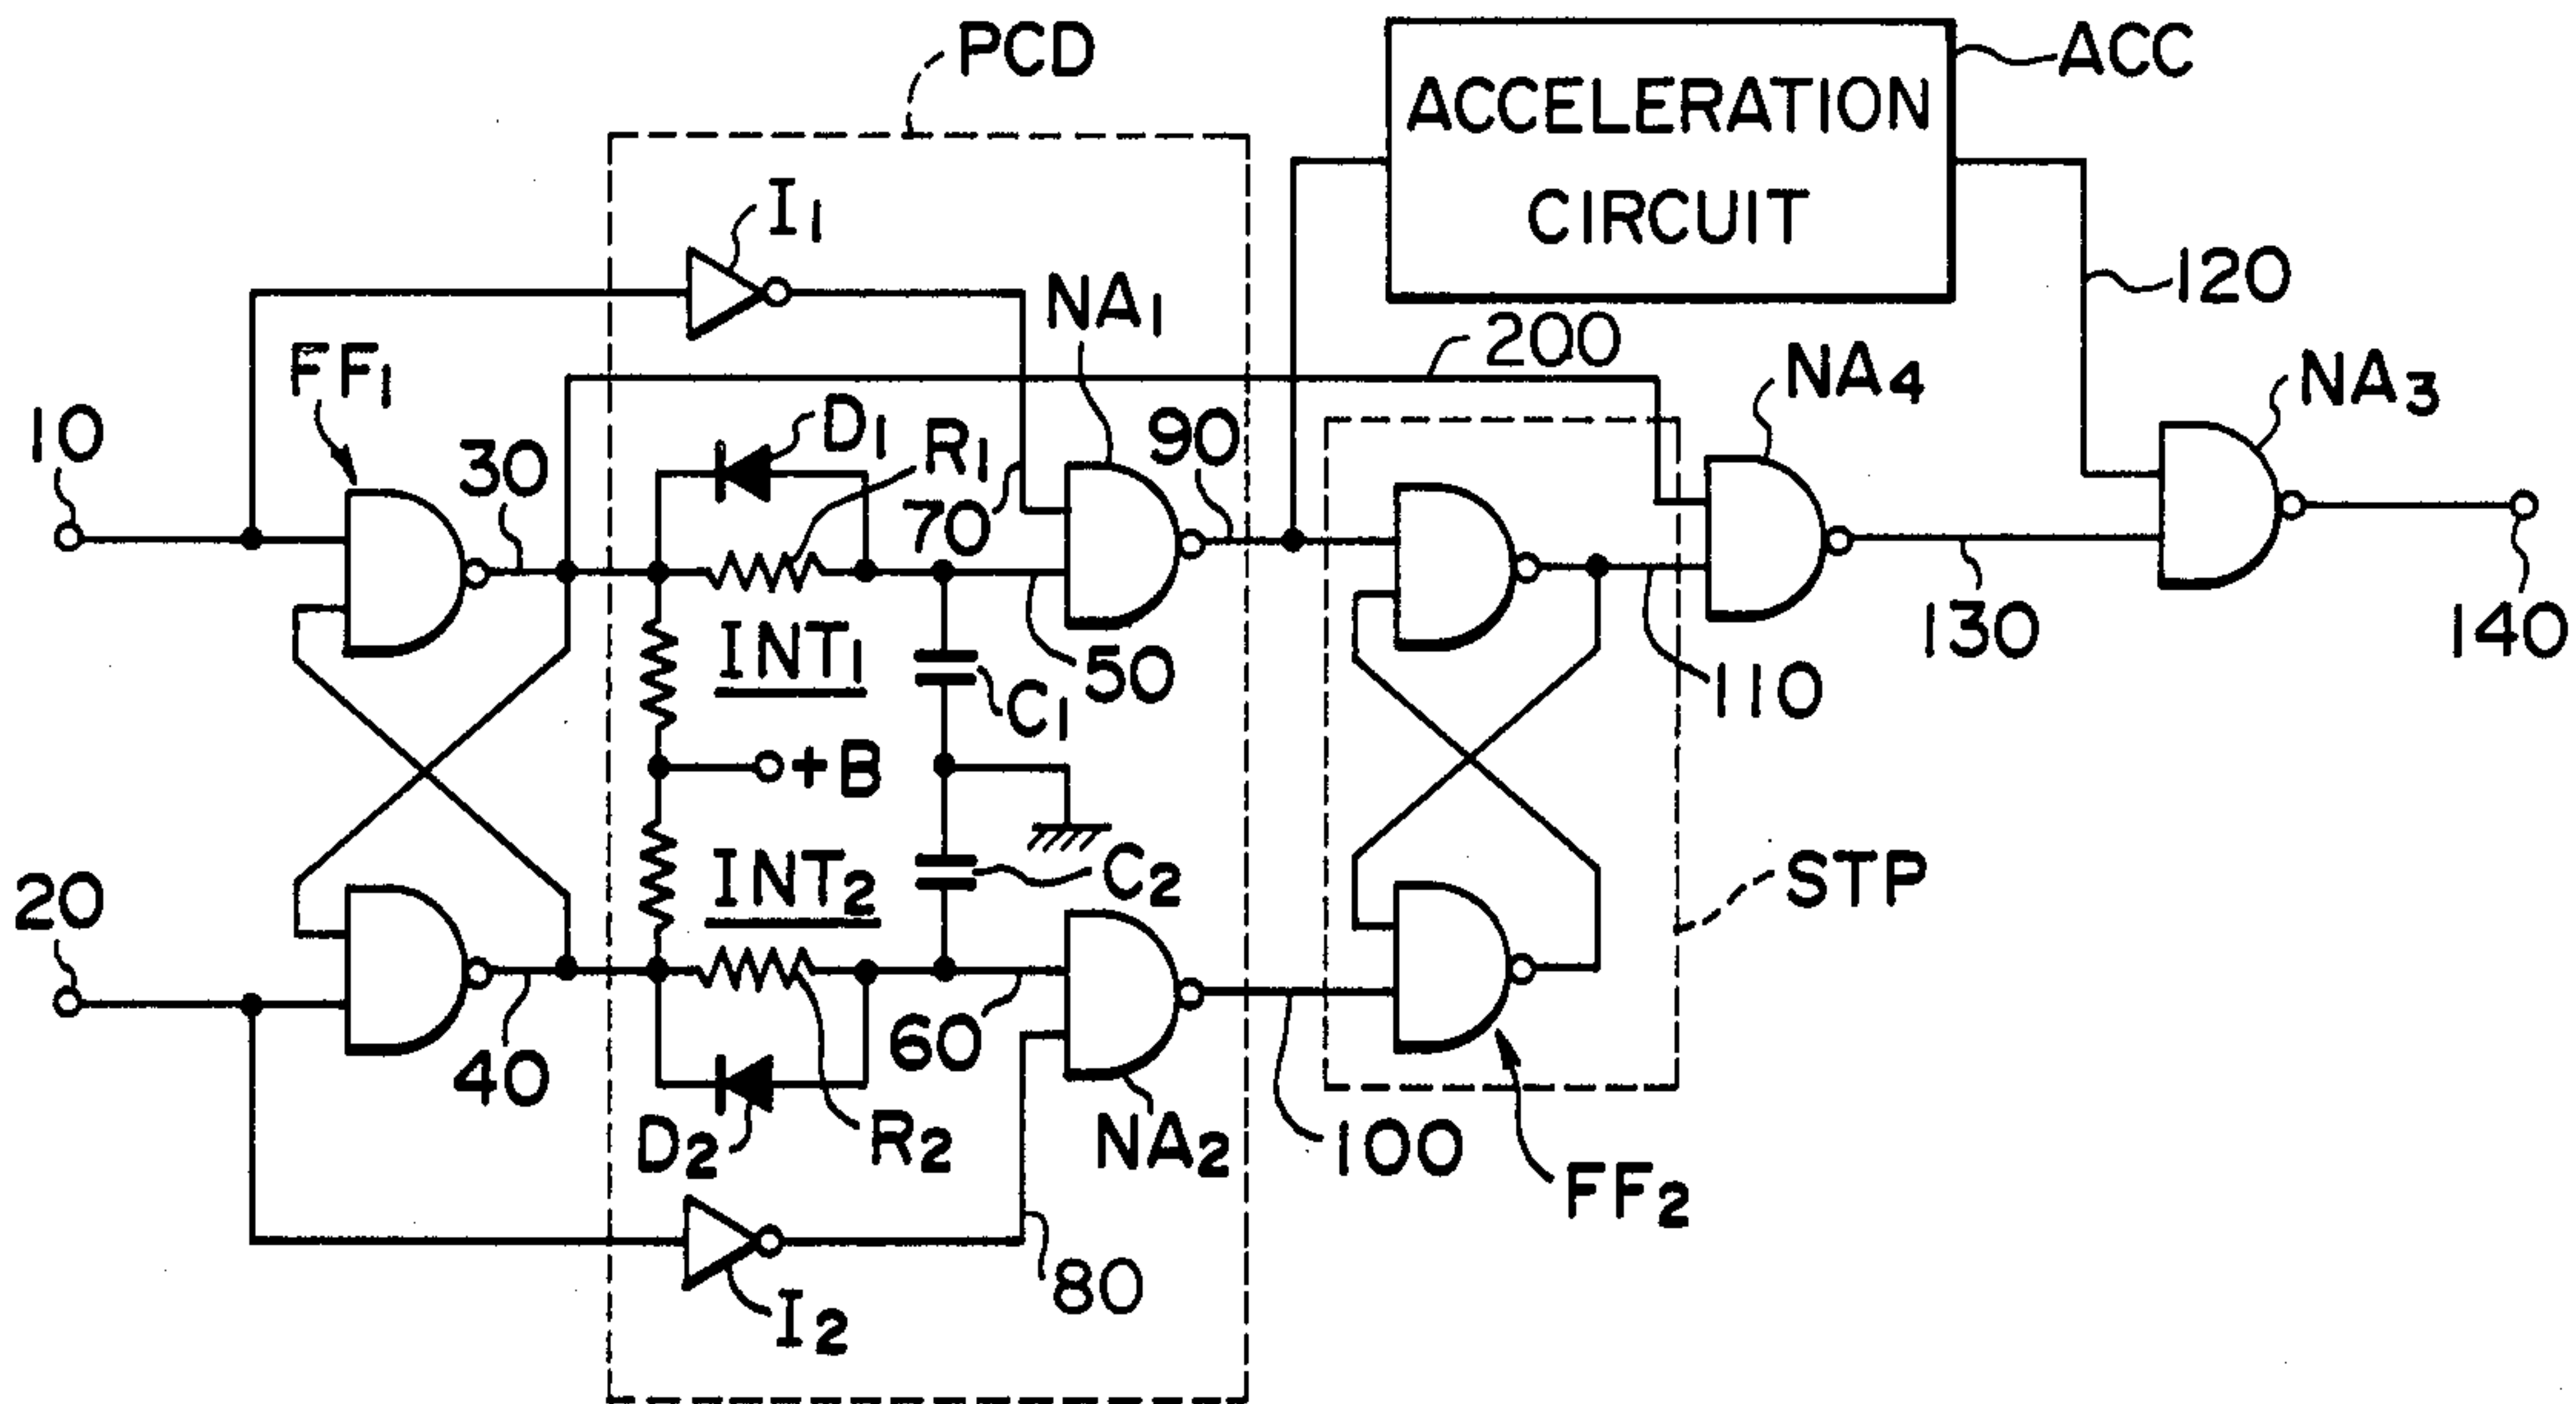 PCD
ACC
ACCELERATION
CIRCUIT
I1
NA1
120
200
FF1
NA4
NA3
10
D1
R1
90
30
70
INT1
50
C1
110
130
140
+B
INT2
C2
STP
20
60
40
D2
R2
NA2
100
FF2
80
I2